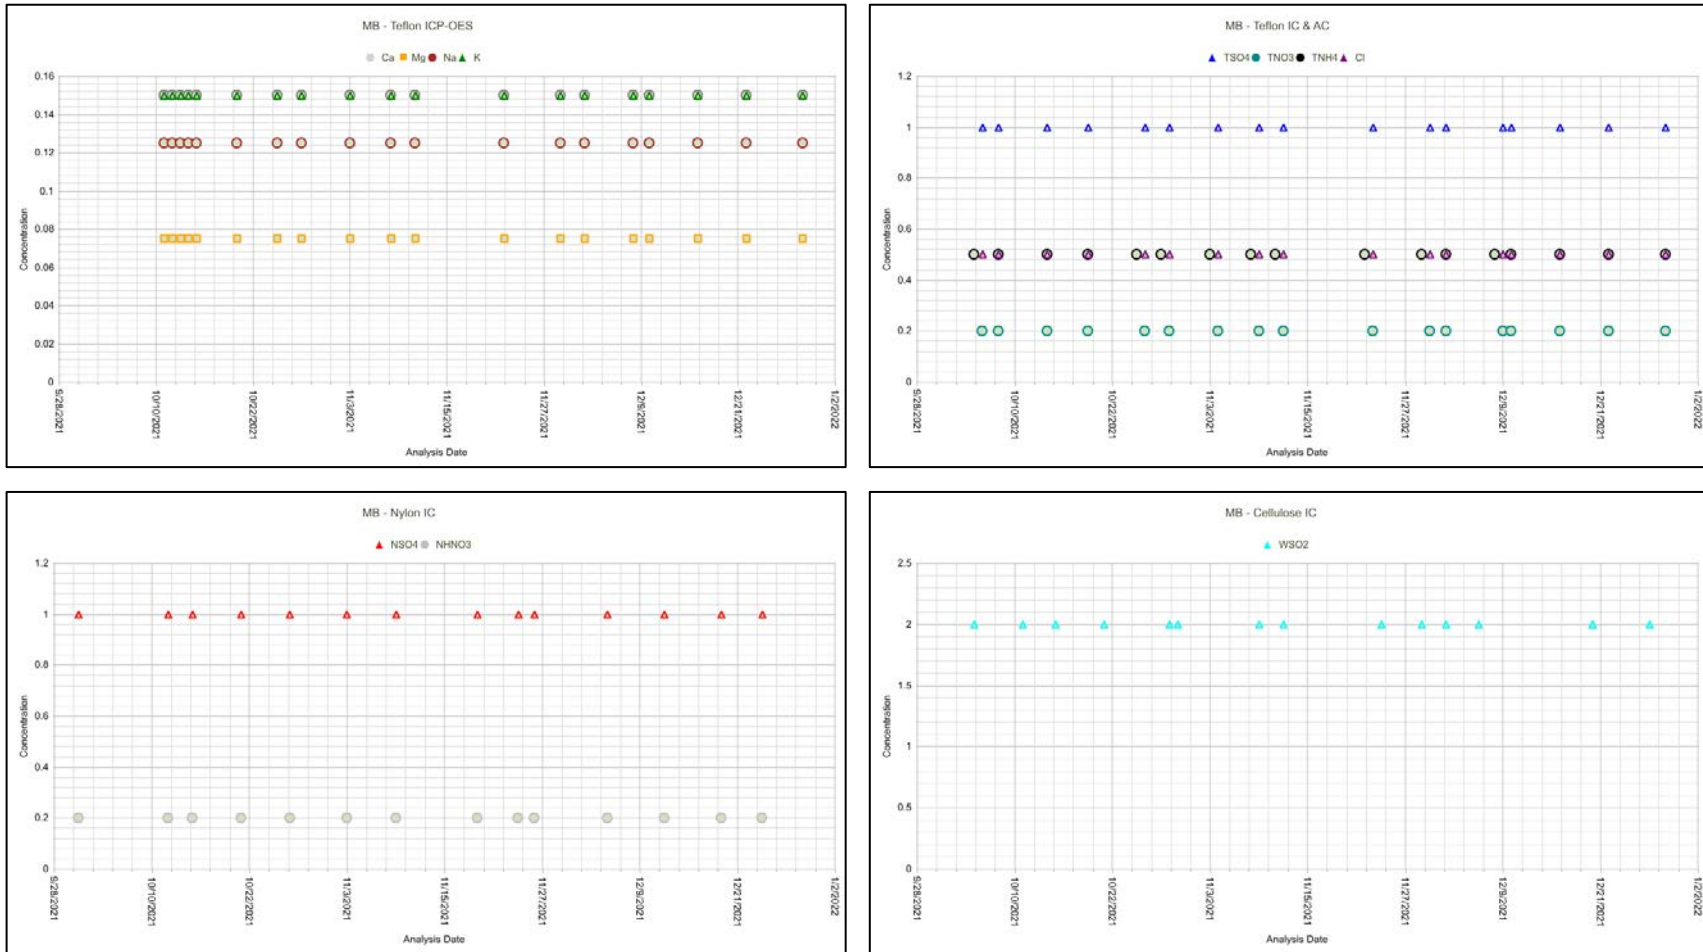 MB - Teflon ICP-OES
Ca Mg Na K
0.16
0.14
0.12
0.1
0.08
0.06
0.04
0.02
0
Concentration
9/28/2021 10/10/2021 10/22/2021 11/3/2021 11/15/2021 11/27/2021 12/9/2021 12/21/2021 1/2/2022
Analysis Date
MB - Teflon IC & AC
TSO4 TNO3 TNH4 Cl
1.2
1
0.8
0.6
0.4
0.2
0
Concentration
9/28/2021 10/10/2021 10/22/2021 11/3/2021 11/15/2021 11/27/2021 12/9/2021 12/21/2021 1/2/2022
Analysis Date
MB - Nylon IC
NSO4 NHNO3
1.2
1
0.8
0.6
0.4
0.2
0
Concentration
9/28/2021 10/10/2021 10/22/2021 11/3/2021 11/15/2021 11/27/2021 12/9/2021 12/21/2021 1/2/2022
Analysis Date
MB - Cellulose IC
WSO2
2.5
2
1.5
1
0.5
0
Concentration
9/28/2021 10/10/2021 10/22/2021 11/3/2021 11/15/2021 11/27/2021 12/9/2021 12/21/2021 1/2/2022
Analysis Date